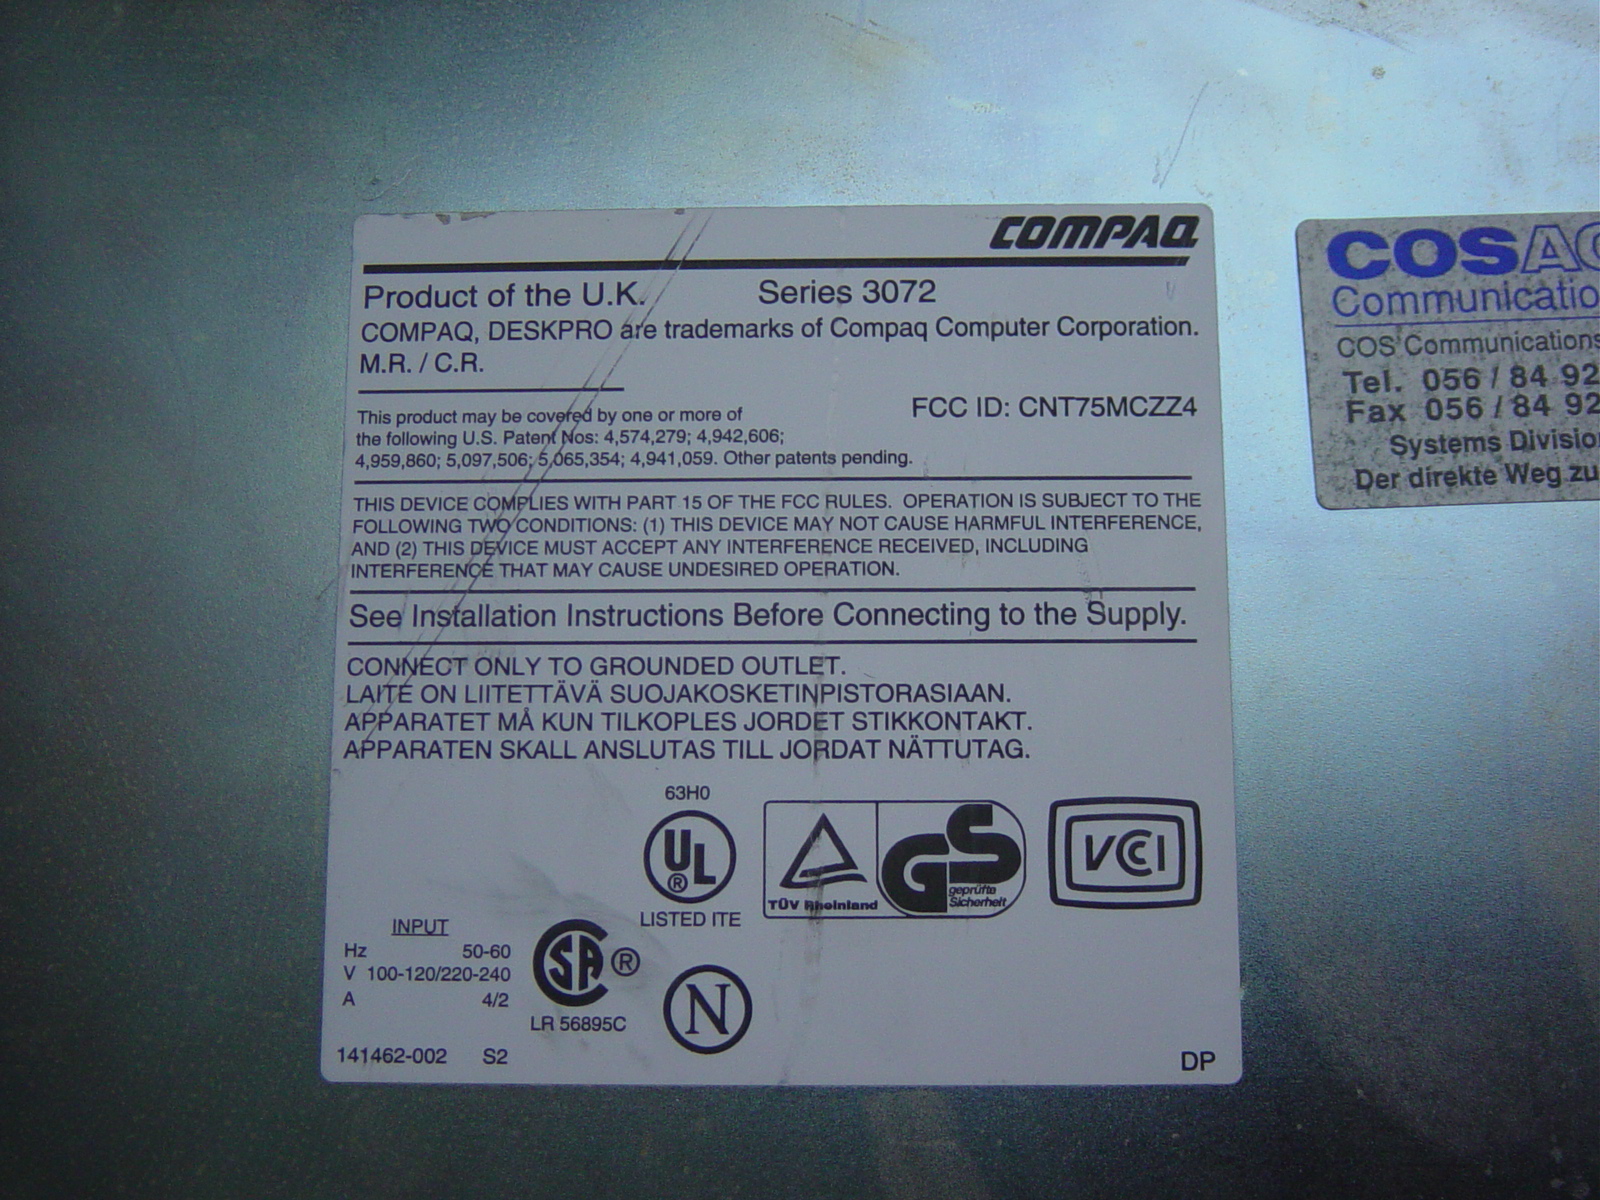 COMPAQ
Product of the U.K. Series 3072
COMPAQ, DESKPRO are trademarks of Compaq Computer Corporation.
M.R. / C.R.
FCC ID: CNT75MCZZ4
This product may be covered by one or more of
the following U.S. Patent Nos: 4,574,279; 4,942,606;
4,959,860; 5,097,506; 5,065,354; 4,941,059. Other patents pending.
THIS DEVICE COMPLIES WITH PART 15 OF THE FCC RULES. OPERATION IS SUBJECT TO THE
FOLLOWING TWO CONDITIONS: (1) THIS DEVICE MAY NOT CAUSE HARMFUL INTERFERENCE,
AND (2) THIS DEVICE MUST ACCEPT ANY INTERFERENCE RECEIVED, INCLUDING
INTERFERENCE THAT MAY CAUSE UNDESIRED OPERATION.
See Installation Instructions Before Connecting to the Supply.
CONNECT ONLY TO GROUNDED OUTLET.
LAITE ON LIITETTÄVÄ SUOJAKOSKETINPISTORASIAAN.
APPARATET MÅ KUN TILKOPLES JORDET STIKKONTAKT.
APPARATEN SKALL ANSLUTAS TILL JORDAT NÄTTUTAG.
63H0
UL ®
LISTED ITE
TÜV Rheinland
GS
geprüfte
Sicherheit
VCCI
INPUT
Hz 50-60
V 100-120/220-240
A 4/2
SA ®
LR 56895C
N
141462-002 S2
DP
COSAC
Communicatio
COS Communications
Tel. 056 / 84 92
Fax 056 / 84 92
Systems Divisio
Der direkte Weg zu